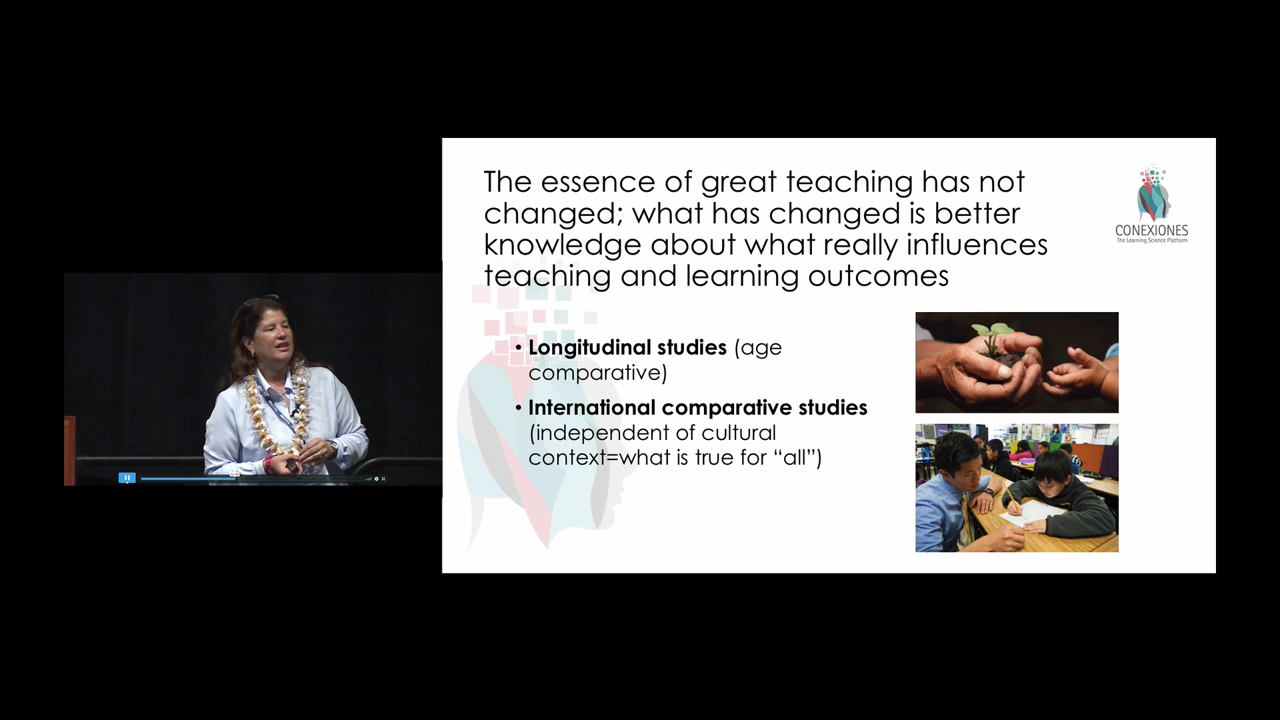 The essence of great teaching has not
changed; what has changed is better
knowledge about what really influences
teaching and learning outcomes
CONEXIONES
The Learning Science Platform
• Longitudinal studies (age
comparative)
• International comparative studies
(independent of cultural
context=what is true for “all”)